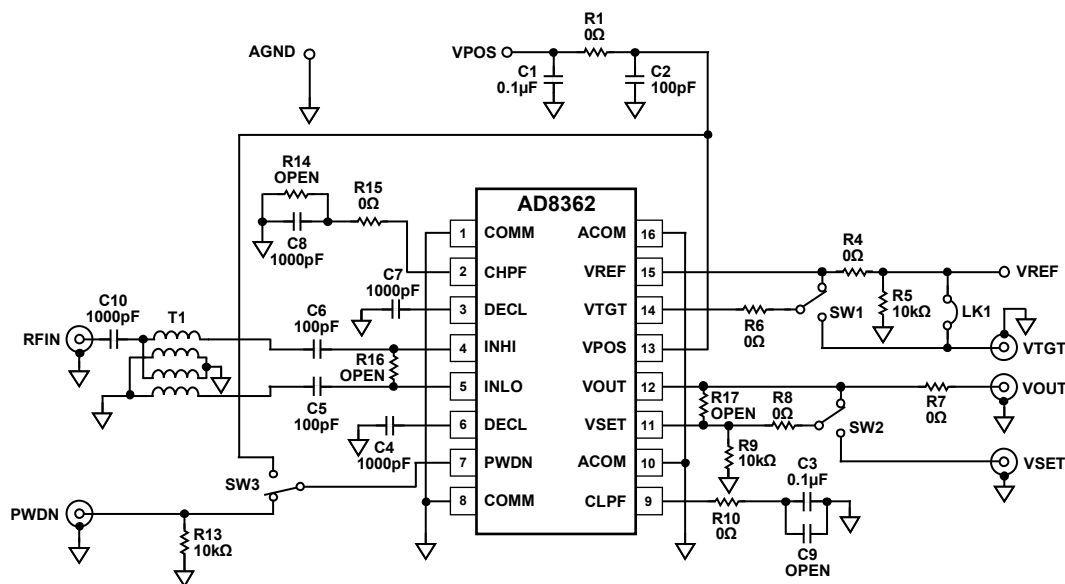 AGND
VPOS
R1
0Ω
C1
0.1µF
C2
100pF
R14
OPEN
R15
0Ω
C8
1000pF
AD8362
1 COMM
2 CHPF
3 DECL
4 INHI
5 INLO
6 DECL
7 PWDN
8 COMM
ACOM 16
VREF 15
VTGT 14
VPOS 13
VOUT 12
VSET 11
ACOM 10
CLPF 9
C7
1000pF
C10
1000pF
T1
RFIN
C6
100pF
R16
OPEN
C5
100pF
C4
1000pF
SW3
PWDN
R13
10kΩ
R4
0Ω
VREF
R5
10kΩ
LK1
R6
0Ω
SW1
VTGT
R17
OPEN
R8
0Ω
SW2
R7
0Ω
VOUT
R9
10kΩ
VSET
C3
0.1µF
R10
0Ω
C9
OPEN